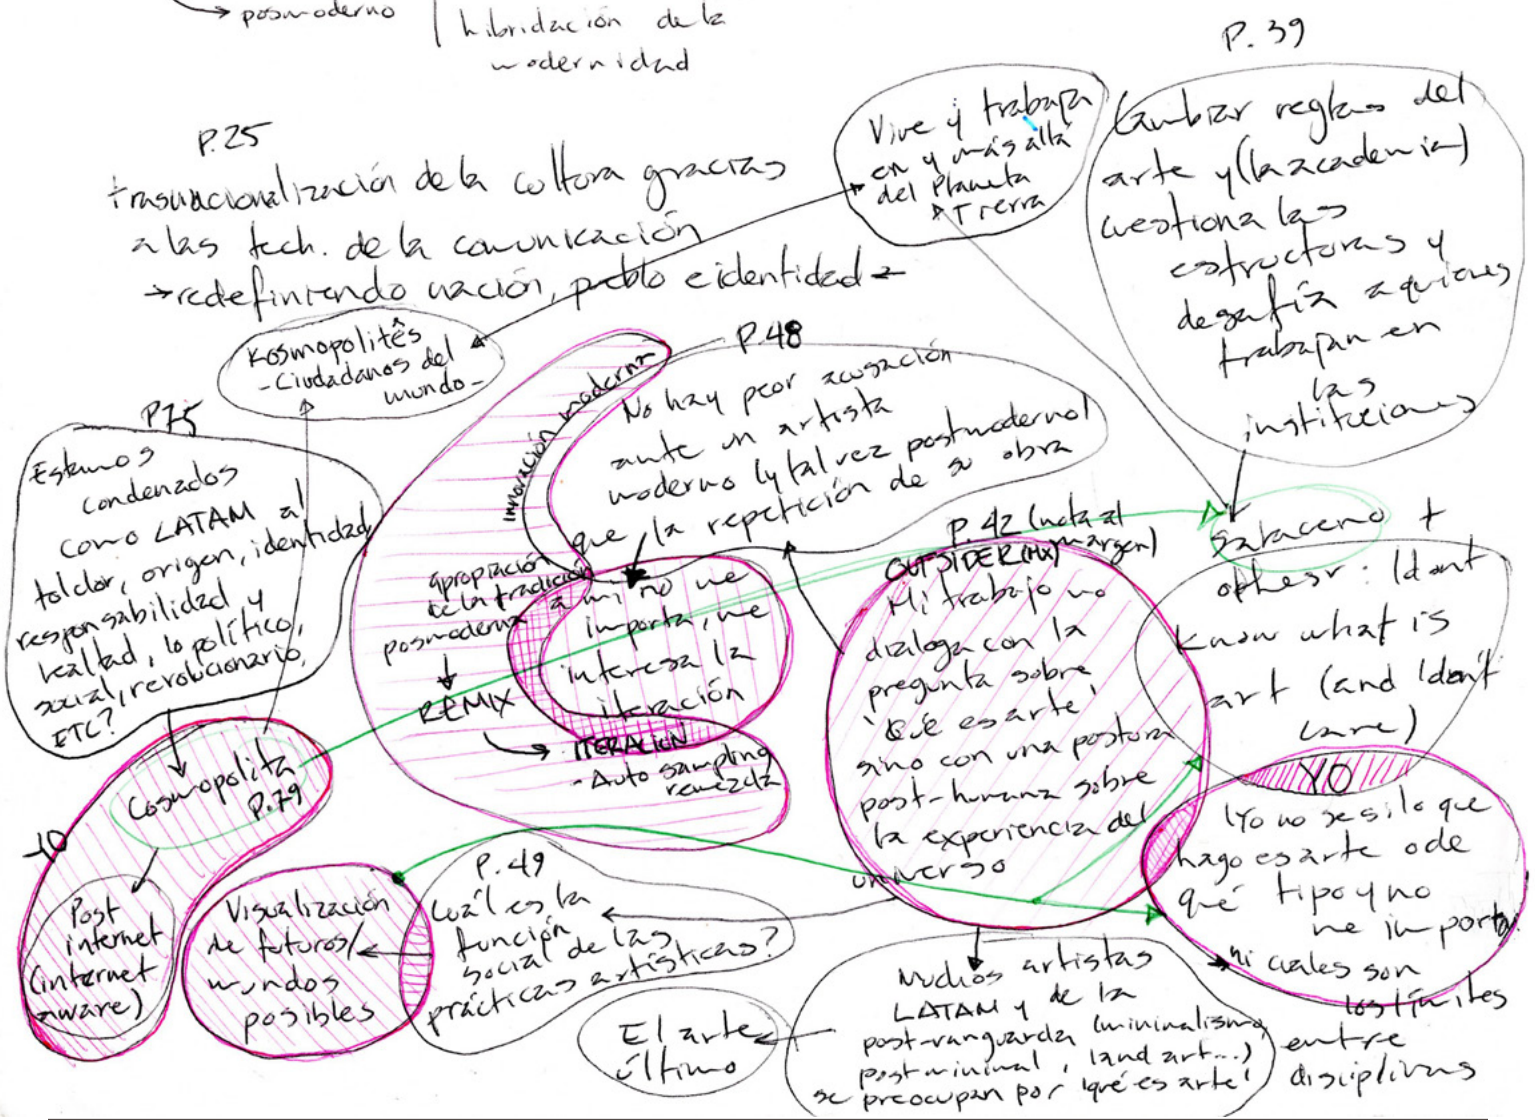 → posmoderno
hibridación de la
modernidad
P.25
trasnacionalización de la cultura gracias
a las tech. de la comunicación
→ redefiniendo nación, pueblo e identidad
Vive y trabaja
en y más allá
del Planeta
Tierra
P. 39
Cambiar reglas del
arte y (la academia)
cuestiona las
estructuras y
desafía a quienes
trabajan en
las
instituciones
Kosmopolitês
- Ciudadanos del
mundo -
P75
Estamos
condenados
como LATAM al
folclor, origen, identidad,
responsabilidad y
lealtad, lo político,
social, revolucionario,
ETC?
Cosmopolita
P.79
YO
Post
internet
(internet
aware)
innovación moderna
P.48
No hay peor acusación
ante un artista
moderno (y tal vez postmoderno)
que la repetición de su obra
apropiación
de la tradición
posmoderna
REMIX
→ ITERACIÓN
- Auto sampling
remezcla
a mi no me
importa, me
interesa la
iteración
P.42 (nota al
margen)
OUTSIDER (MX)
Mi trabajo no
dialoga con la
pregunta sobre
'Qué es arte'
sino con una postura
post-humana sobre
la experiencia del
universo
Saraceno +
others: I dont
know what is
art (and I don't
care)
YO
(Yo no se si lo que
hago es arte o de
qué tipo y no
me importa
ni cuales son
los límites
entre
disciplinas
P.49
Cuál es la
función
social de las
prácticas artísticas?
Visualización
de futuros/
mundos
posibles
Muchos artistas
LATAM y de la
post-vanguardia (minimalismo,
postminimal, land art...)
se preocupan por 'qué es arte'
El arte
último